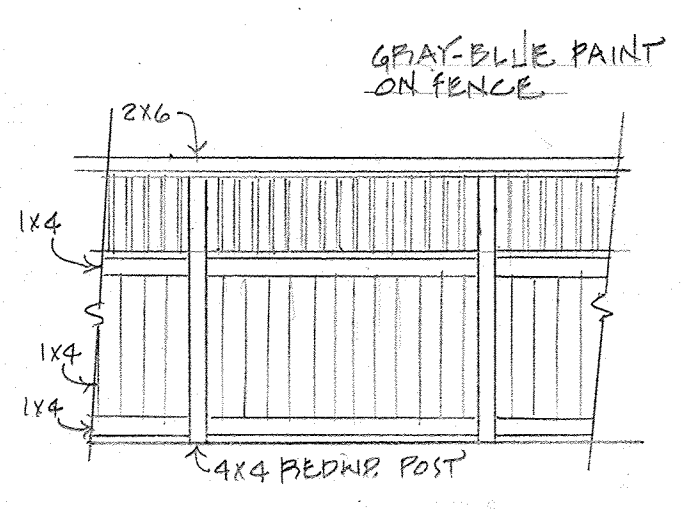 GRAY-BLUE PAINT
ON FENCE
2X6
1X4
1X4
1X4
4X4 REDWD. POST